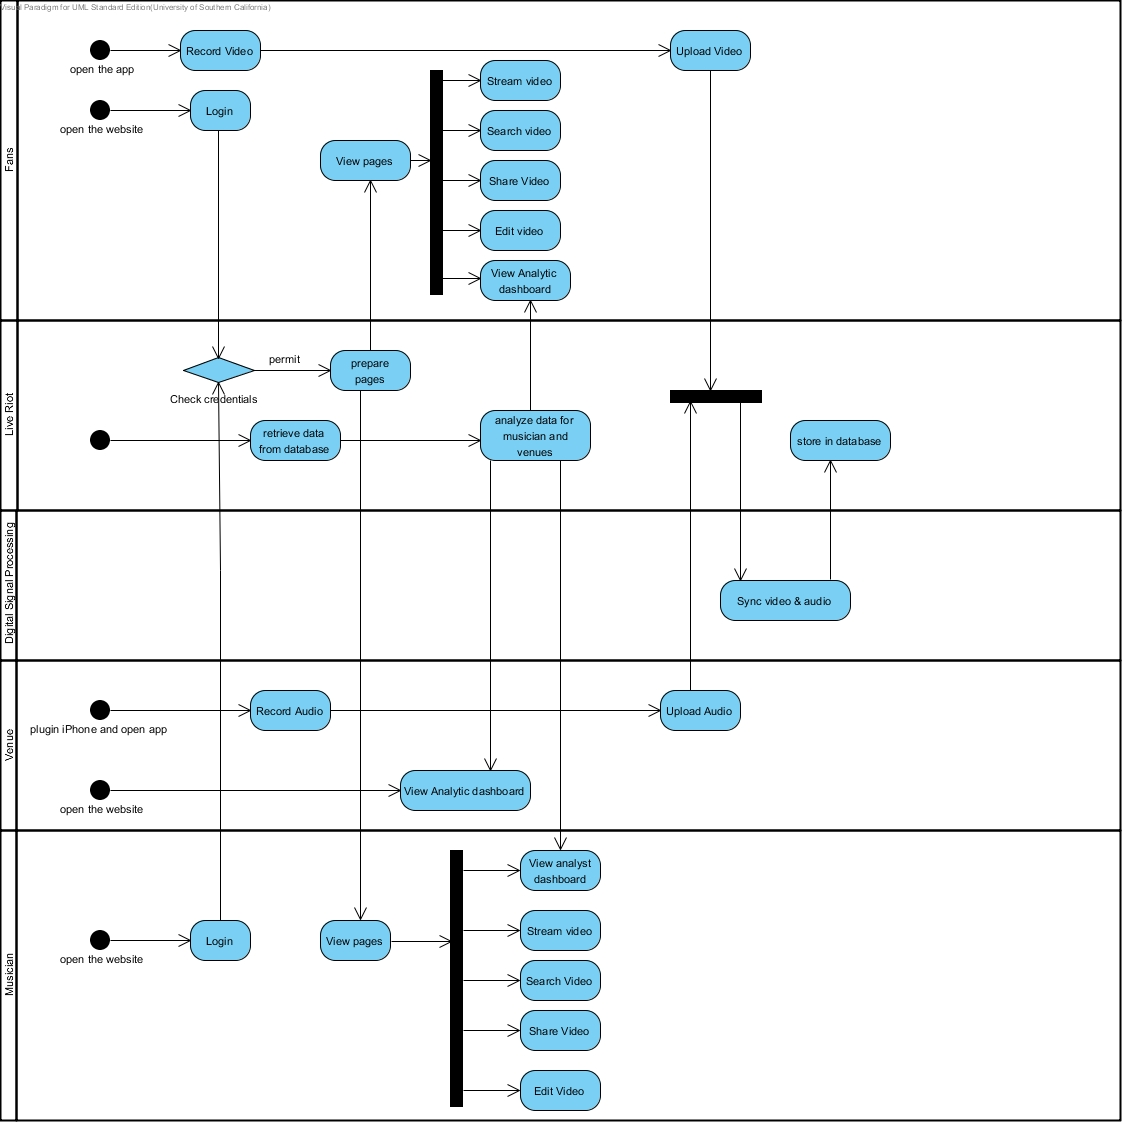 Visual Paradigm for UML Standard Edition(University of Southern California)
Fans
open the app
Record Video
Upload Video
open the website
Login
View pages
Stream video
Search video
Share Video
Edit video
View Analytic
dashboard
Live Riot
Check credentials
permit
prepare
pages
retrieve data
from database
analyze data for
musician and
venues
store in database
Digital Signal Processing
Sync video & audio
Venue
plugin iPhone and open app
Record Audio
Upload Audio
open the website
View Analytic dashboard
Musician
open the website
Login
View pages
View analyst
dashboard
Stream video
Search Video
Share Video
Edit Video